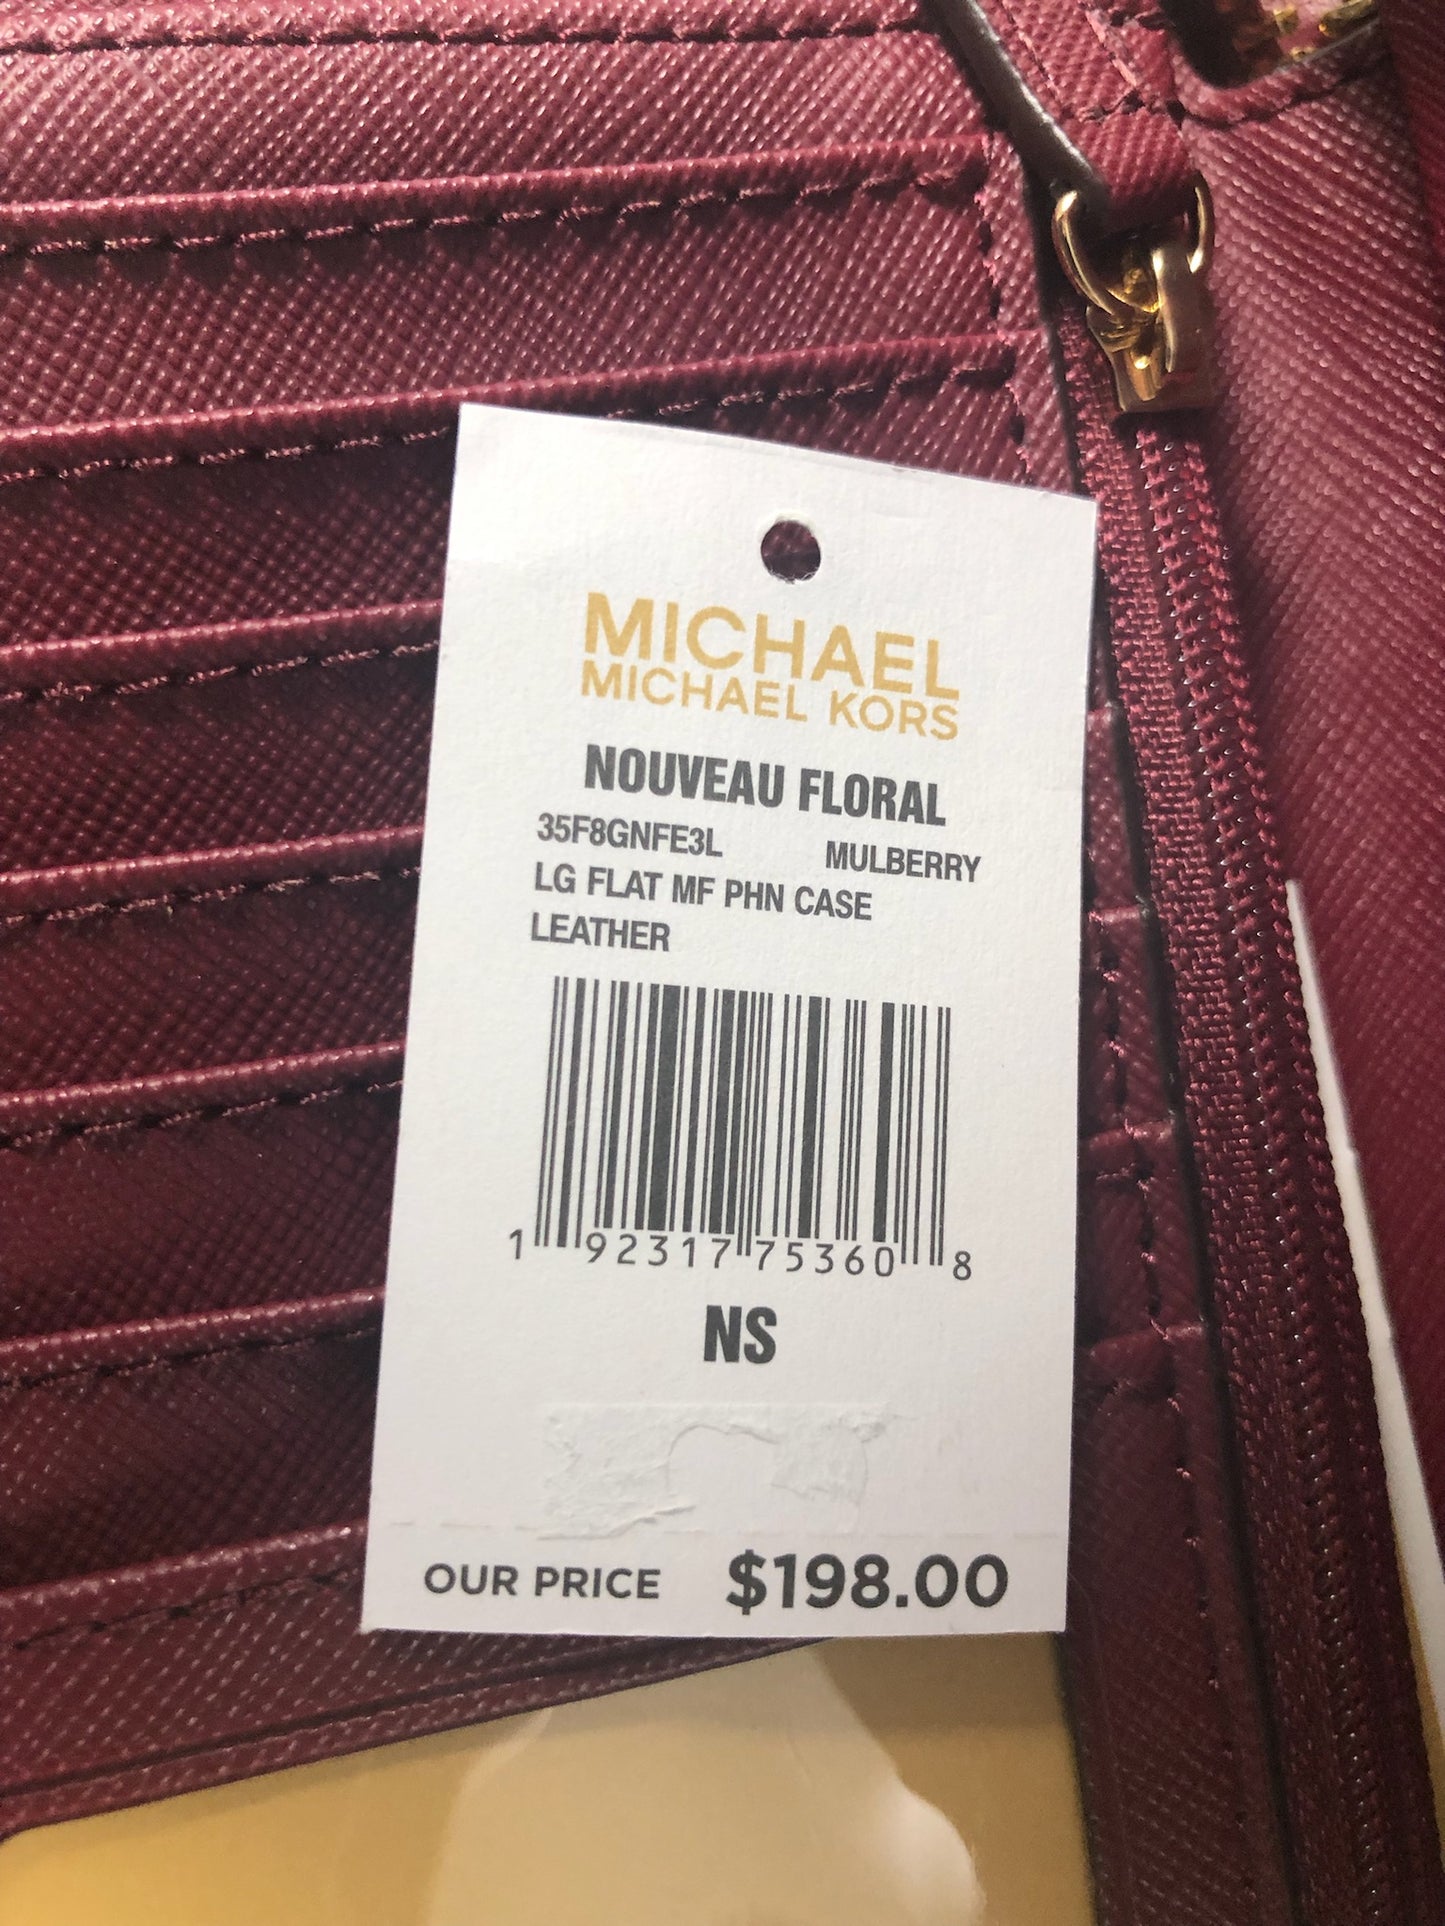 MICHAEL
MICHAEL KORS
NOUVEAU FLORAL
35F8GNFE3L MULBERRY
LG FLAT MF PHN CASE
LEATHER
1 92317 75360 8
NS
OUR PRICE $198.00